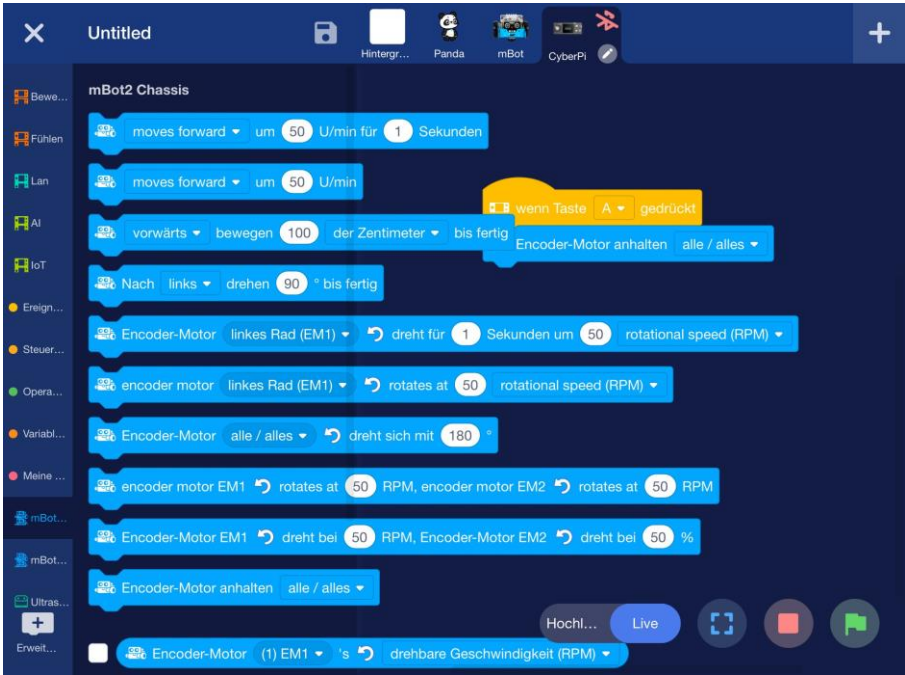 Untitled
Hintergr...
Panda
mBot
CyberPi
Bewe...
Fühlen
Lan
AI
IoT
Ereign...
Steuer...
Opera...
Variabl...
Meine ...
mBot...
mBot...
Ultras...
Erweit...
mBot2 Chassis
moves forward um 50 U/min für 1 Sekunden
moves forward um 50 U/min
vorwärts bewegen 100 der Zentimeter bis fertig
Nach links drehen 90 ° bis fertig
Encoder-Motor linkes Rad (EM1) dreht für 1 Sekunden um 50 rotational speed (RPM)
encoder motor linkes Rad (EM1) rotates at 50 rotational speed (RPM)
Encoder-Motor alle / alles dreht sich mit 180 °
encoder motor EM1 rotates at 50 RPM, encoder motor EM2 rotates at 50 RPM
Encoder-Motor EM1 dreht bei 50 RPM, Encoder-Motor EM2 dreht bei 50 %
Encoder-Motor anhalten alle / alles
Encoder-Motor (1) EM1 's drehbare Geschwindigkeit (RPM)
wenn Taste A gedrückt
Encoder-Motor anhalten alle / alles
Hochl... Live